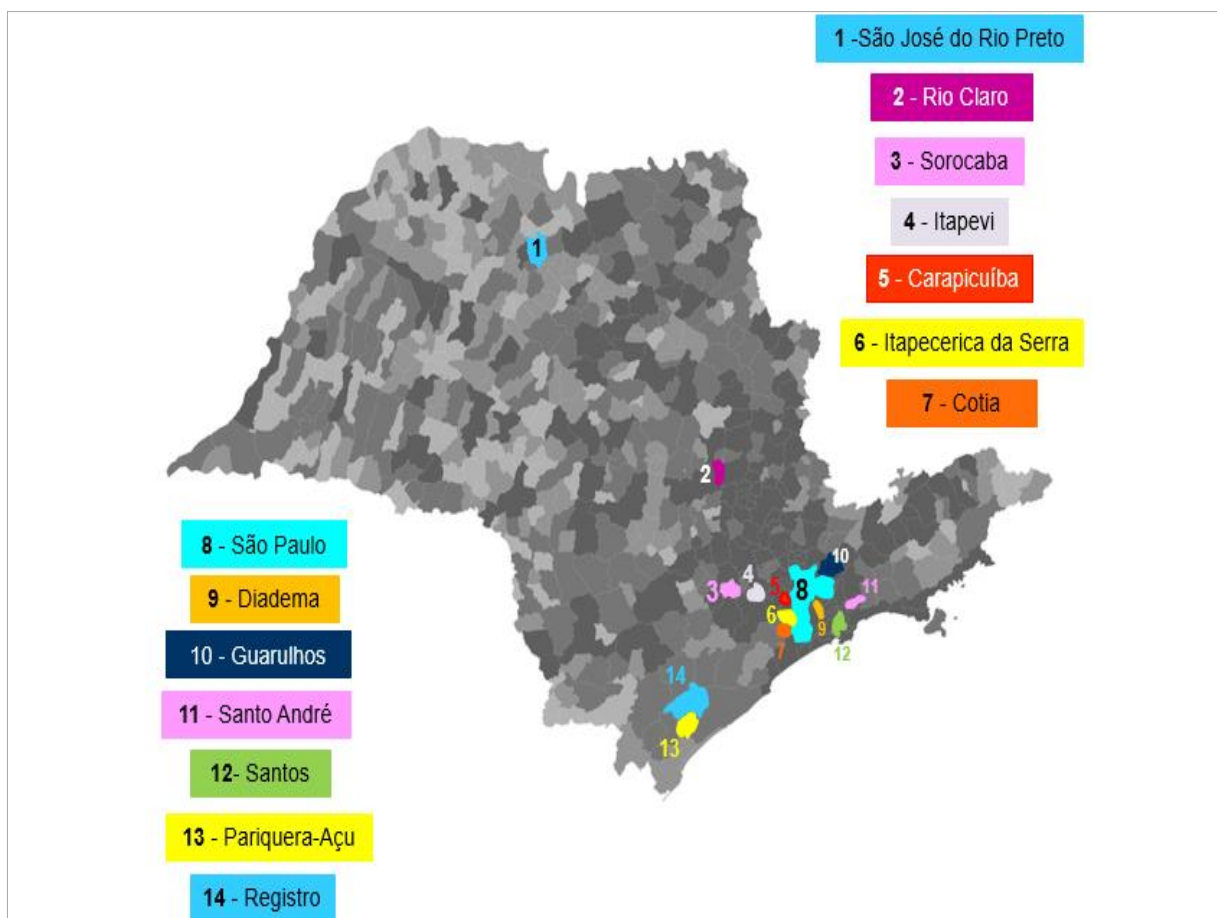 1 -São José do Rio Preto
2 - Rio Claro
3 - Sorocaba
4 - Itapevi
5 - Carapicuíba
6 - Itapecerica da Serra
7 - Cotia
1
2
8 - São Paulo
9 - Diadema
10 - Guarulhos
11 - Santo André
12- Santos
13 - Pariquera-Açu
14 - Registro
10
3
4
5
8
11
6
9
7
12
14
13